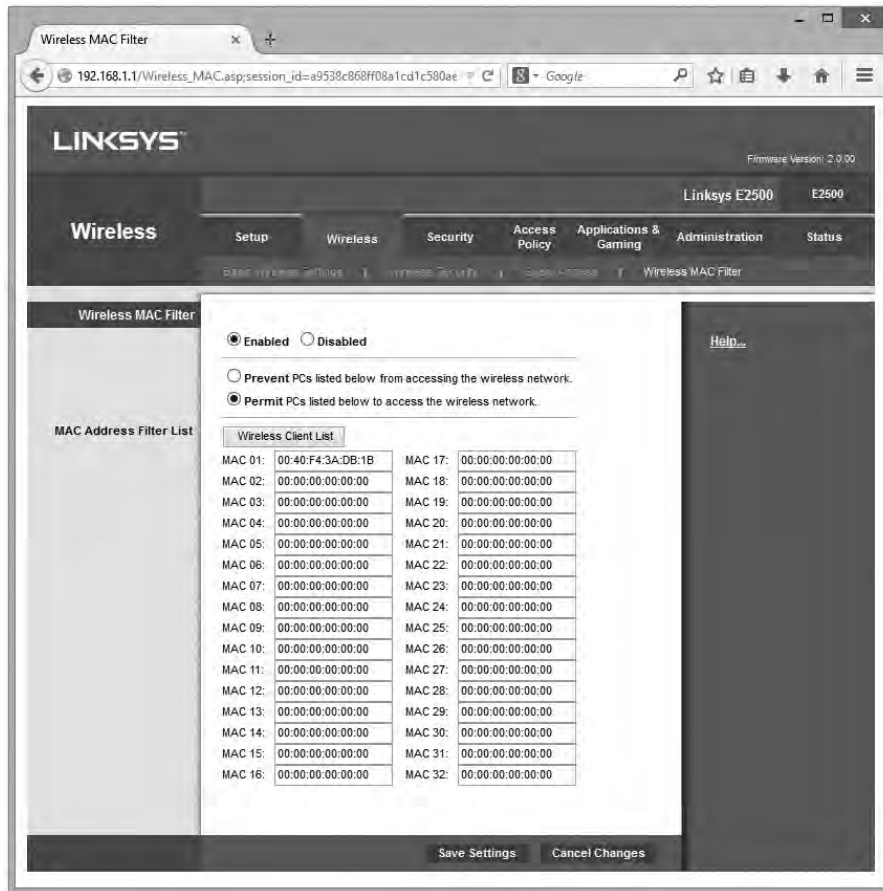 Wireless MAC Filter
192.168.1.1/Wireless_MAC.asp;session_id=a9538c868ff08a1cd1c580ae
Google
LINKSYS
Firmware Version: 2.0.00
Linksys E2500 E2500
Wireless
Setup Wireless Security Access Policy Applications & Gaming Administration Status
Basic Wireless Settings | Wireless Security | Guest Access | Wireless MAC Filter
Wireless MAC Filter
Enabled Disabled
Help...
Prevent PCs listed below from accessing the wireless network.
Permit PCs listed below to access the wireless network.
MAC Address Filter List
Wireless Client List
MAC 01: 00:40:F4:3A:DB:1B MAC 17: 00:00:00:00:00:00
MAC 02: 00:00:00:00:00:00 MAC 18: 00:00:00:00:00:00
MAC 03: 00:00:00:00:00:00 MAC 19: 00:00:00:00:00:00
MAC 04: 00:00:00:00:00:00 MAC 20: 00:00:00:00:00:00
MAC 05: 00:00:00:00:00:00 MAC 21: 00:00:00:00:00:00
MAC 06: 00:00:00:00:00:00 MAC 22: 00:00:00:00:00:00
MAC 07: 00:00:00:00:00:00 MAC 23: 00:00:00:00:00:00
MAC 08: 00:00:00:00:00:00 MAC 24: 00:00:00:00:00:00
MAC 09: 00:00:00:00:00:00 MAC 25: 00:00:00:00:00:00
MAC 10: 00:00:00:00:00:00 MAC 26: 00:00:00:00:00:00
MAC 11: 00:00:00:00:00:00 MAC 27: 00:00:00:00:00:00
MAC 12: 00:00:00:00:00:00 MAC 28: 00:00:00:00:00:00
MAC 13: 00:00:00:00:00:00 MAC 29: 00:00:00:00:00:00
MAC 14: 00:00:00:00:00:00 MAC 30: 00:00:00:00:00:00
MAC 15: 00:00:00:00:00:00 MAC 31: 00:00:00:00:00:00
MAC 16: 00:00:00:00:00:00 MAC 32: 00:00:00:00:00:00
Save Settings Cancel Changes